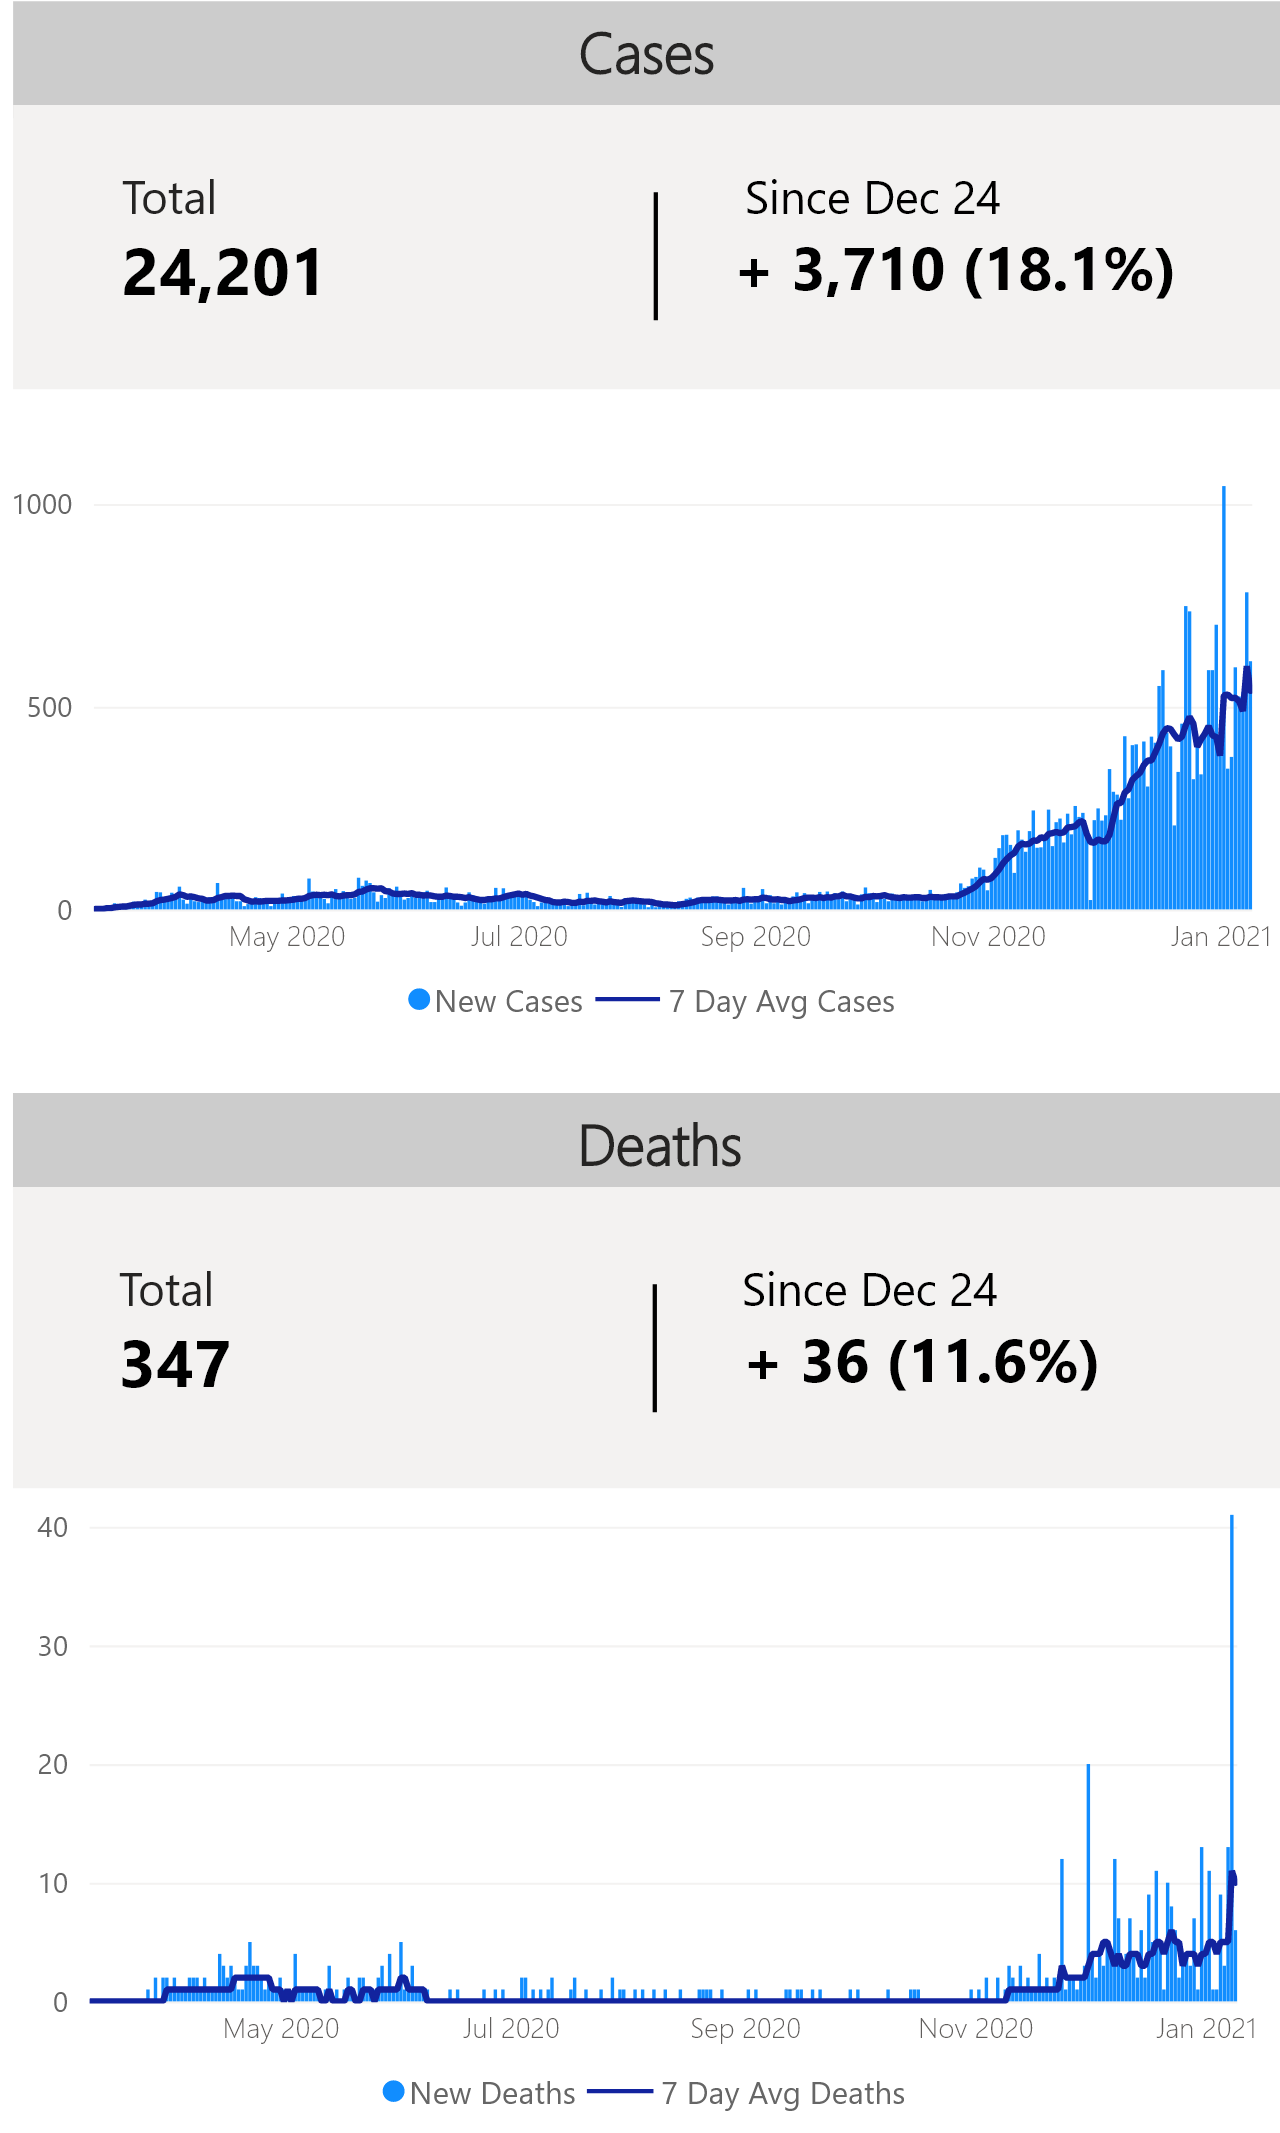 Cases
Total
Since Dec 24
24,201
+ 3,710 (18.1%)
1000
500
0
May 2020
Jul 2020
Sep 2020
Nov 2020
Jan 2021
New Cases
7 Day Avg Cases
Deaths
Total
Since Dec 24
347
+ 36 (11.6%)
40
30
20
10
0
May 2020
Jul 2020
Sep 2020
Nov 2020
Jan 2021
New Deaths
7 Day Avg Deaths